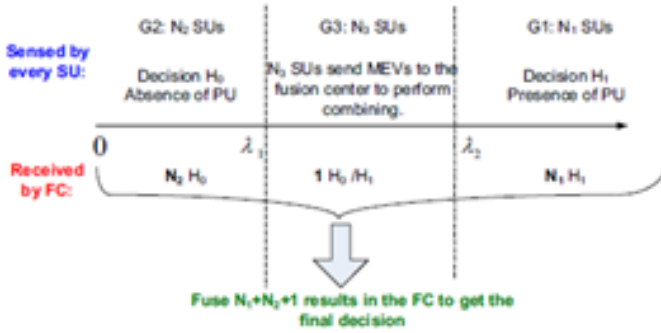 G2: N₂ SUs G3: N₃ SUs G1: N₁ SUs
Sensed by
every SU:
Decision H₀
Absence of PU
N₃ SUs send MEVs to the
fusion center to perform
combining.
Decision H₁
Presence of PU
0 λ₁ λ₂
Received
by FC:
N₂ H₀ 1 H₀ /H₁ N₁ H₁
Fuse N₁+N₂+1 results in the FC to get the
final decision